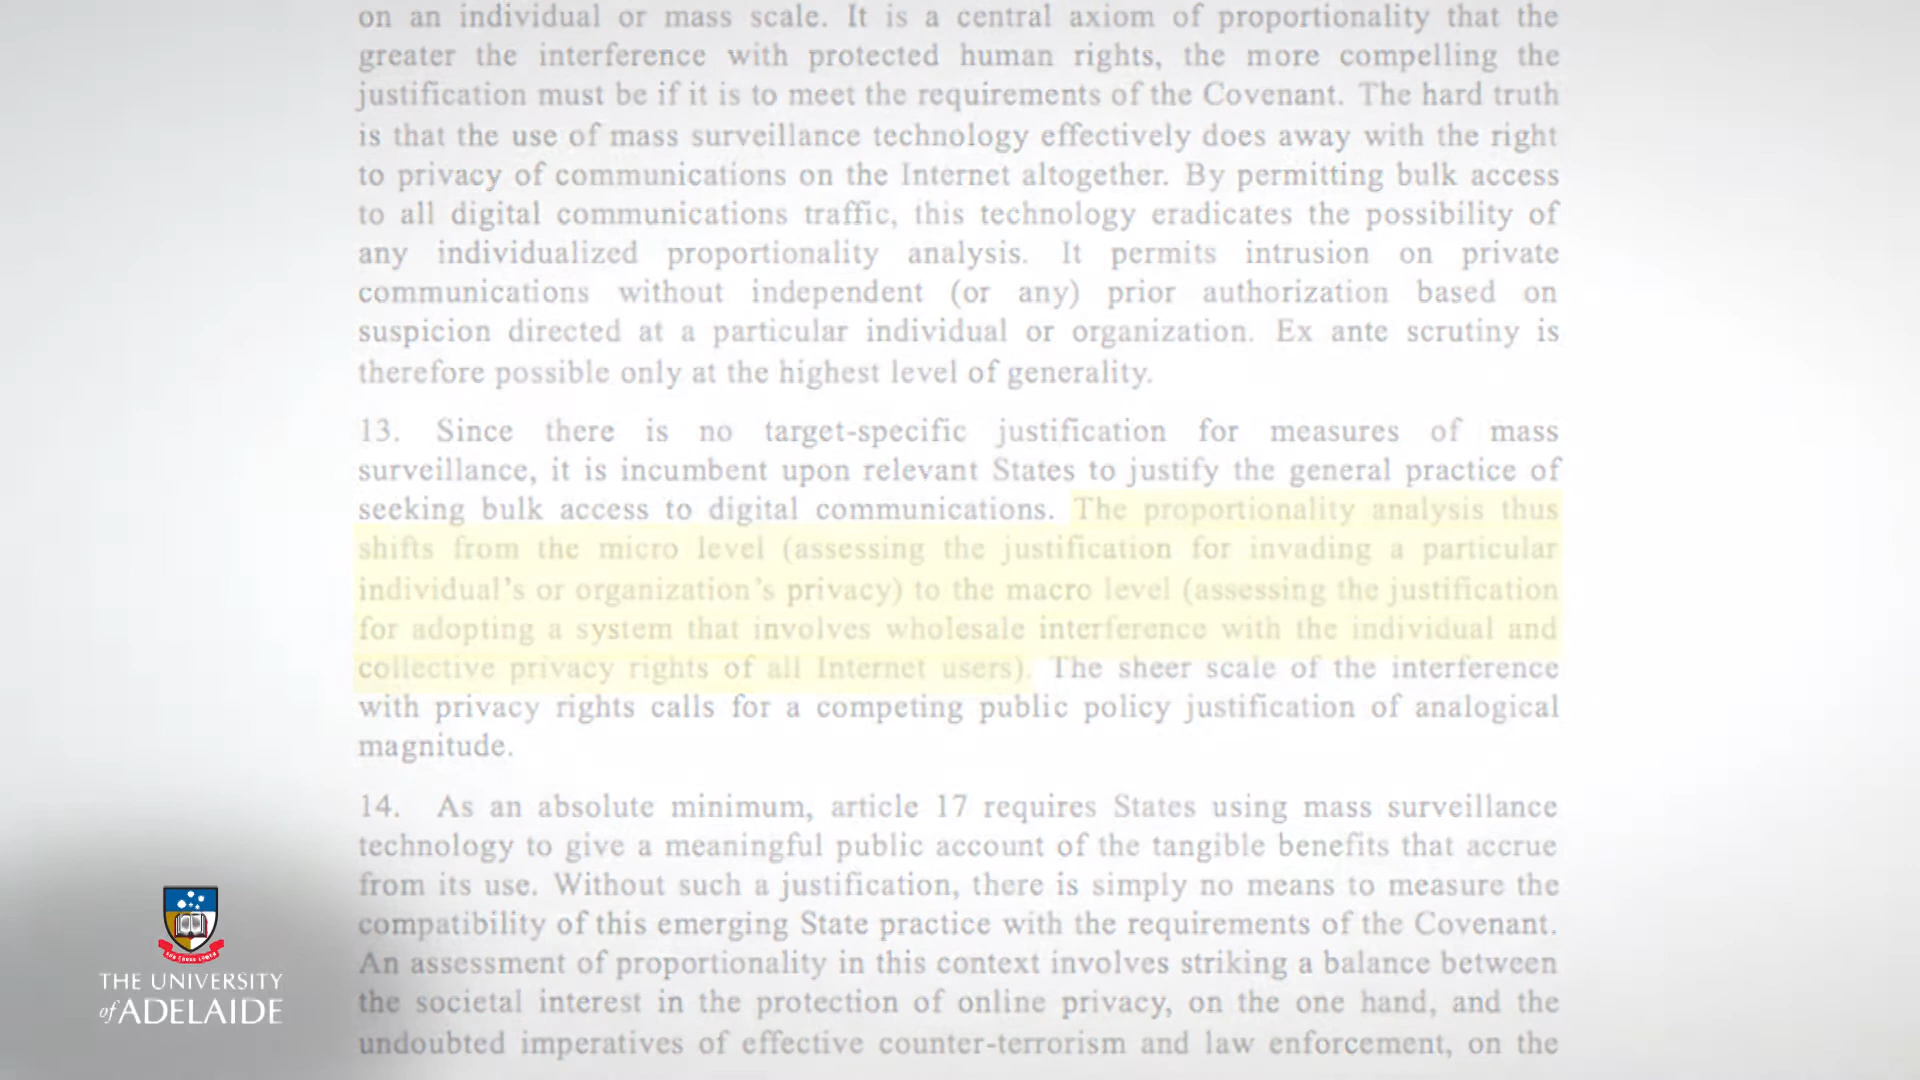 on an individual or mass scale. It is a central axiom of proportionality that the
greater the interference with protected human rights, the more compelling the
justification must be if it is to meet the requirements of the Covenant. The hard truth
is that the use of mass surveillance technology effectively does away with the right
to privacy of communications on the Internet altogether. By permitting bulk access
to all digital communications traffic, this technology eradicates the possibility of
any individualized proportionality analysis. It permits intrusion on private
communications without independent (or any) prior authorization based on
suspicion directed at a particular individual or organization. Ex ante scrutiny is
therefore possible only at the highest level of generality.
13. Since there is no target-specific justification for measures of mass
surveillance, it is incumbent upon relevant States to justify the general practice of
seeking bulk access to digital communications. The proportionality analysis thus
shifts from the micro level (assessing the justification for invading a particular
individual's or organization's privacy) to the macro level (assessing the justification
for adopting a system that involves wholesale interference with the individual and
collective privacy rights of all Internet users). The sheer scale of the interference
with privacy rights calls for a competing public policy justification of analogical
magnitude.
14. As an absolute minimum, article 17 requires States using mass surveillance
technology to give a meaningful public account of the tangible benefits that accrue
from its use. Without such a justification, there is simply no means to measure the
compatibility of this emerging State practice with the requirements of the Covenant.
An assessment of proportionality in this context involves striking a balance between
the societal interest in the protection of online privacy, on the one hand, and the
undoubted imperatives of effective counter-terrorism and law enforcement, on the
THE UNIVERSITY
of ADELAIDE